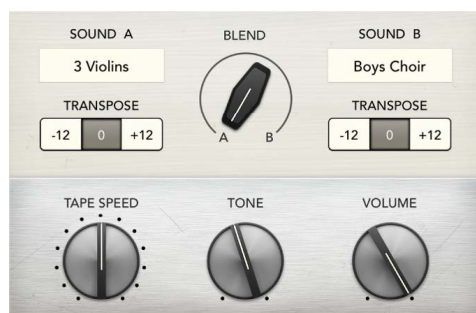 SOUND A
BLEND
SOUND B
3 Violins
Boys Choir
TRANSPOSE
TRANSPOSE
-12 0 +12
-12 0 +12
A B
TAPE SPEED
TONE
VOLUME